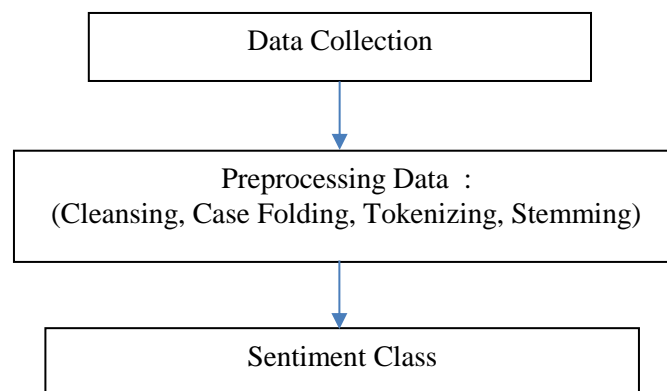 Data Collection
Preprocessing Data :
(Cleansing, Case Folding, Tokenizing, Stemming)
Sentiment Class